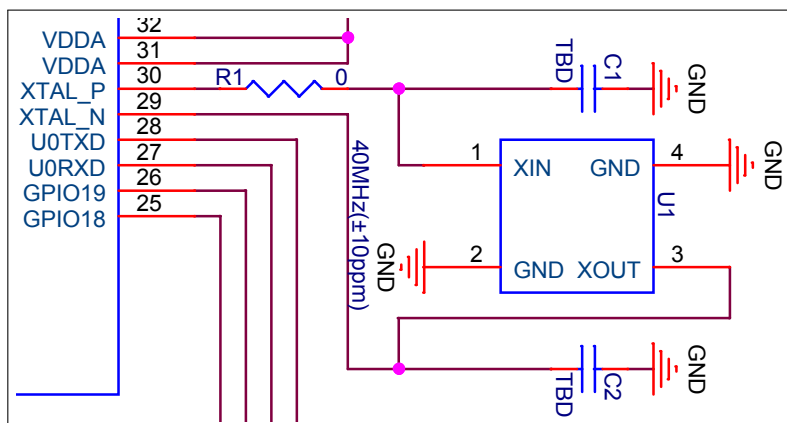 32
VDDA
31
VDDA
30
XTAL_P
R1
0
29
XTAL_N
28
U0TXD
27
U0RXD
26
GPIO19
25
GPIO18
40MHz(±10ppm)
TBD
C1
GND
1
XIN
GND
4
GND
U1
GND
2
GND
XOUT
3
TBD
C2
GND